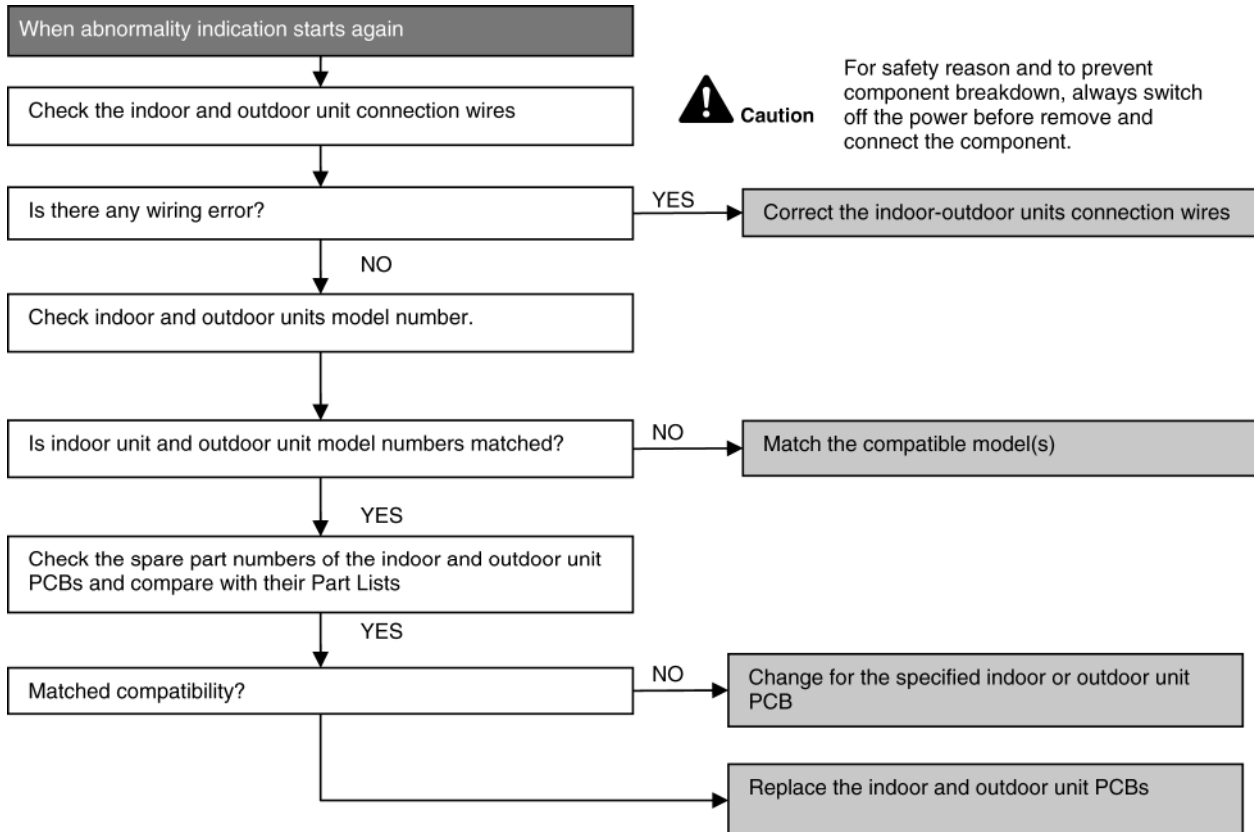 When abnormality indication starts again
Check the indoor and outdoor unit connection wires
Caution
For safety reason and to prevent
component breakdown, always switch
off the power before remove and
connect the component.
Is there any wiring error?
YES
Correct the indoor-outdoor units connection wires
NO
Check indoor and outdoor units model number.
Is indoor unit and outdoor unit model numbers matched?
NO
Match the compatible model(s)
YES
Check the spare part numbers of the indoor and outdoor unit
PCBs and compare with their Part Lists
YES
Matched compatibility?
NO
Change for the specified indoor or outdoor unit
PCB
Replace the indoor and outdoor unit PCBs